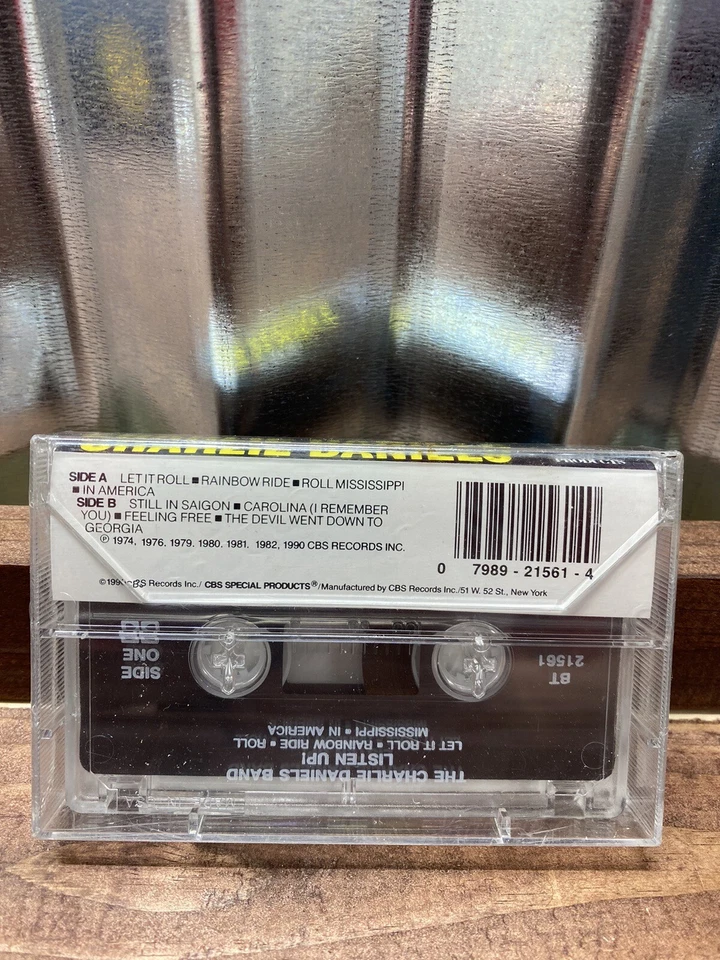 CHARLIE DANIELS
SIDE A LET IT ROLL ■ RAINBOW RIDE ■ ROLL MISSISSIPPI
■ IN AMERICA
SIDE B STILL IN SAIGON ■ CAROLINA (I REMEMBER
YOU) ■ FEELING FREE ■ THE DEVIL WENT DOWN TO
GEORGIA
℗ 1974, 1976, 1979, 1980, 1981, 1982, 1990 CBS RECORDS INC.
0 7989 - 21561 - 4
©1990 CBS Records Inc./ CBS SPECIAL PRODUCTS®/Manufactured by CBS Records Inc./51 W. 52 St., New York
THE CHARLIE DANIELS BAND
LISTEN UP!
LET IT ROLL • RAINBOW RIDE • ROLL
MISSISSIPPI • IN AMERICA
BT
21561
SIDE
ONE